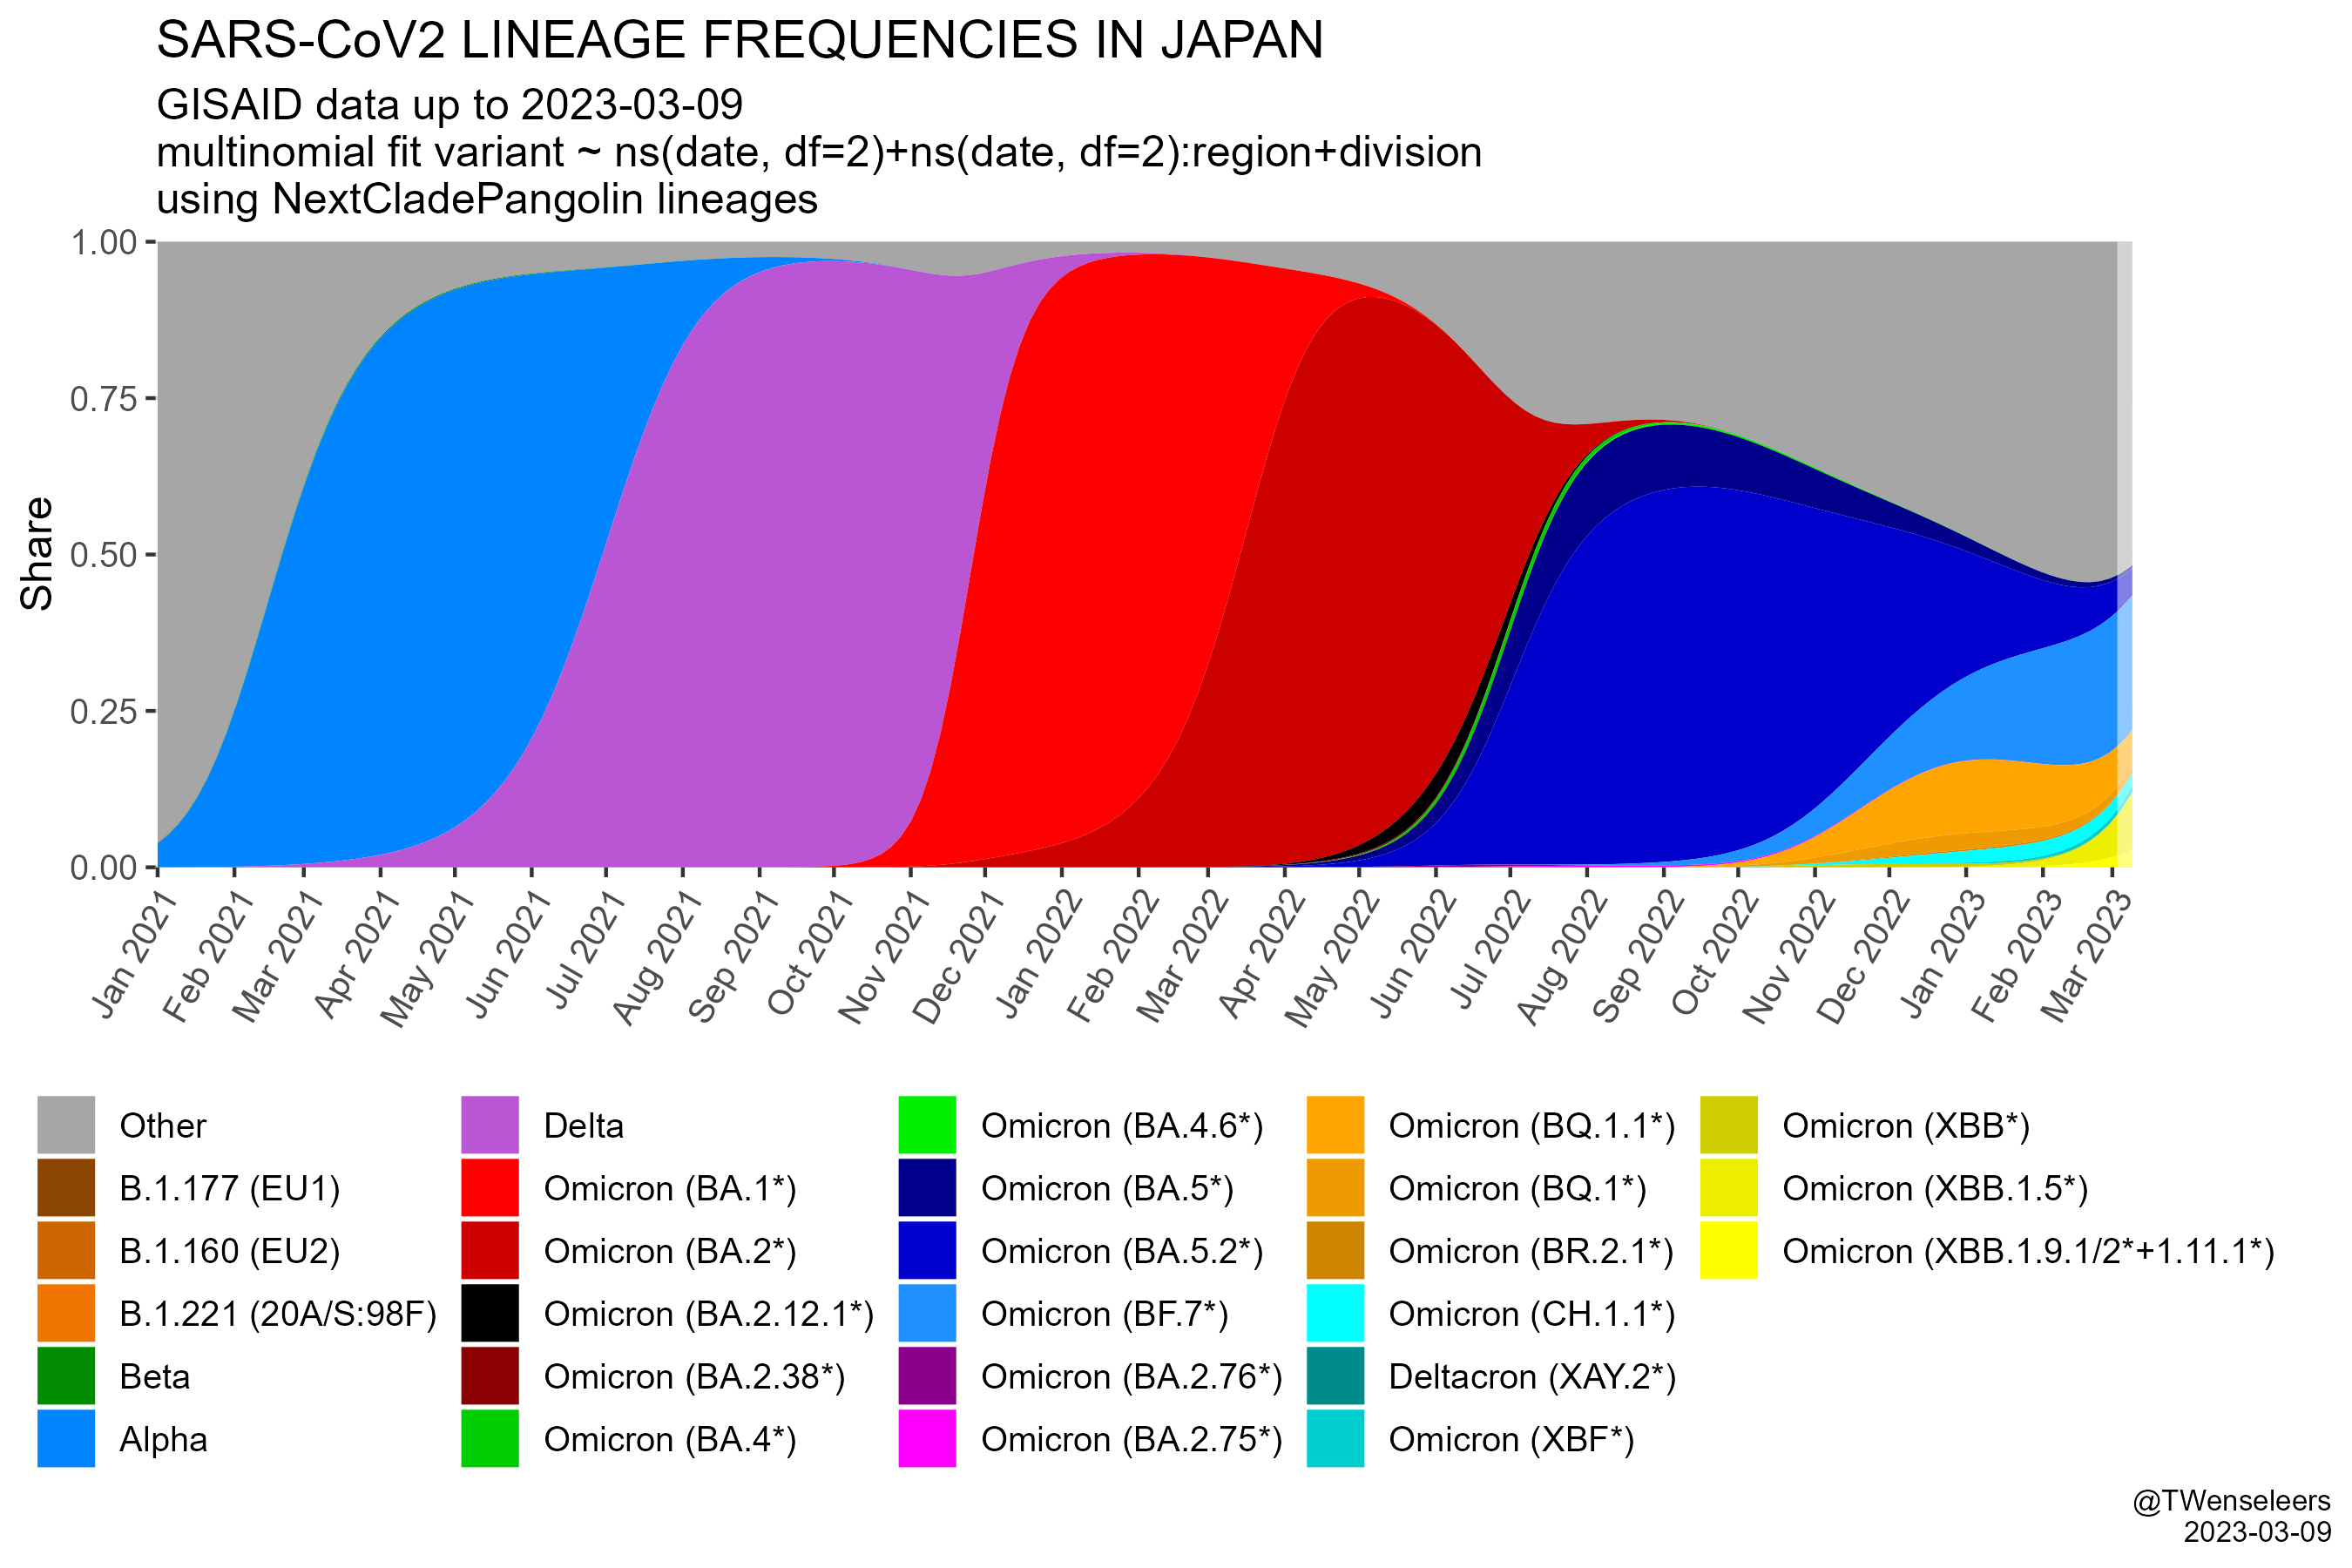 SARS-CoV2 LINEAGE FREQUENCIES IN JAPAN
GISAID data up to 2023-03-09
multinomial fit variant ~ ns(date, df=2)+ns(date, df=2):region+division
using NextCladePangolin lineages
Share
1.00
0.75
0.50
0.25
0.00
Jan 2021
Feb 2021
Mar 2021
Apr 2021
May 2021
Jun 2021
Jul 2021
Aug 2021
Sep 2021
Oct 2021
Nov 2021
Dec 2021
Jan 2022
Feb 2022
Mar 2022
Apr 2022
May 2022
Jun 2022
Jul 2022
Aug 2022
Sep 2022
Oct 2022
Nov 2022
Dec 2022
Jan 2023
Feb 2023
Mar 2023
Other
B.1.177 (EU1)
B.1.160 (EU2)
B.1.221 (20A/S:98F)
Beta
Alpha
Delta
Omicron (BA.1*)
Omicron (BA.2*)
Omicron (BA.2.12.1*)
Omicron (BA.2.38*)
Omicron (BA.4*)
Omicron (BA.4.6*)
Omicron (BA.5*)
Omicron (BA.5.2*)
Omicron (BF.7*)
Omicron (BA.2.76*)
Omicron (BA.2.75*)
Omicron (BQ.1.1*)
Omicron (BQ.1*)
Omicron (BR.2.1*)
Omicron (CH.1.1*)
Deltacron (XAY.2*)
Omicron (XBF*)
Omicron (XBB*)
Omicron (XBB.1.5*)
Omicron (XBB.1.9.1/2*+1.11.1*)
@TWenseleers
2023-03-09